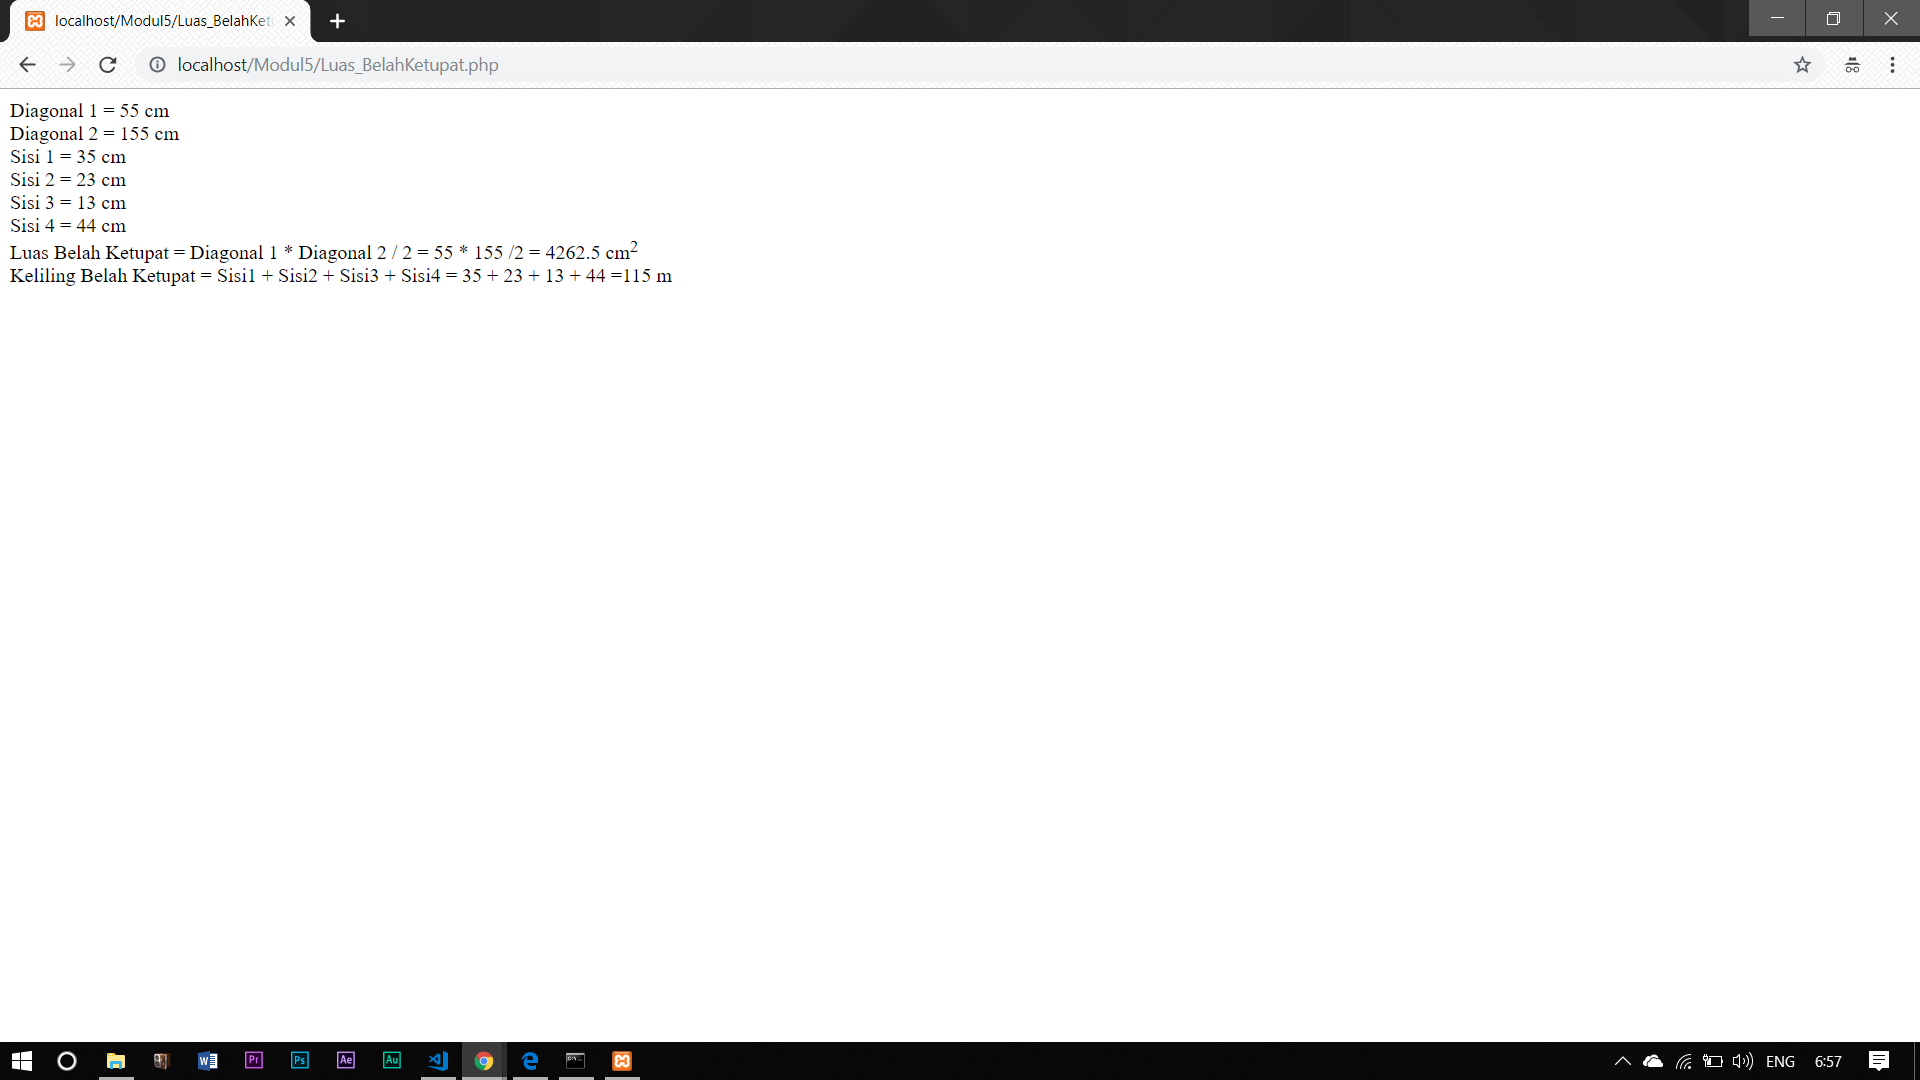 localhost/Modul5/Luas_BelahKet
localhost/Modul5/Luas_BelahKetupat.php
Diagonal 1 = 55 cm
Diagonal 2 = 155 cm
Sisi 1 = 35 cm
Sisi 2 = 23 cm
Sisi 3 = 13 cm
Sisi 4 = 44 cm
Luas Belah Ketupat = Diagonal 1 * Diagonal 2 / 2 = 55 * 155 /2 = 4262.5 cm²
Keliling Belah Ketupat = Sisi1 + Sisi2 + Sisi3 + Sisi4 = 35 + 23 + 13 + 44 =115 m
Pr Ps Ae Au ENG 6:57